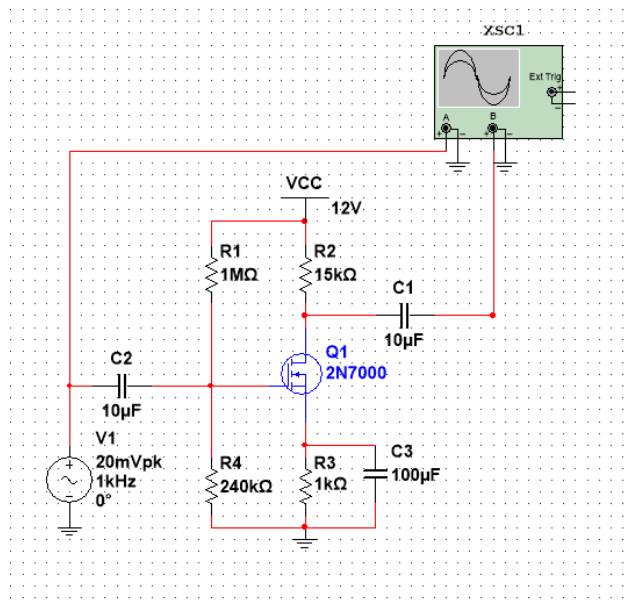 XSC1
Ext Trig
+
−
A
B
+ −
+ −
VCC
12V
R1
1MΩ
R2
15kΩ
C1
10µF
Q1
2N7000
C2
10µF
V1
20mVpk
1kHz
0°
R4
240kΩ
R3
1kΩ
C3
100µF